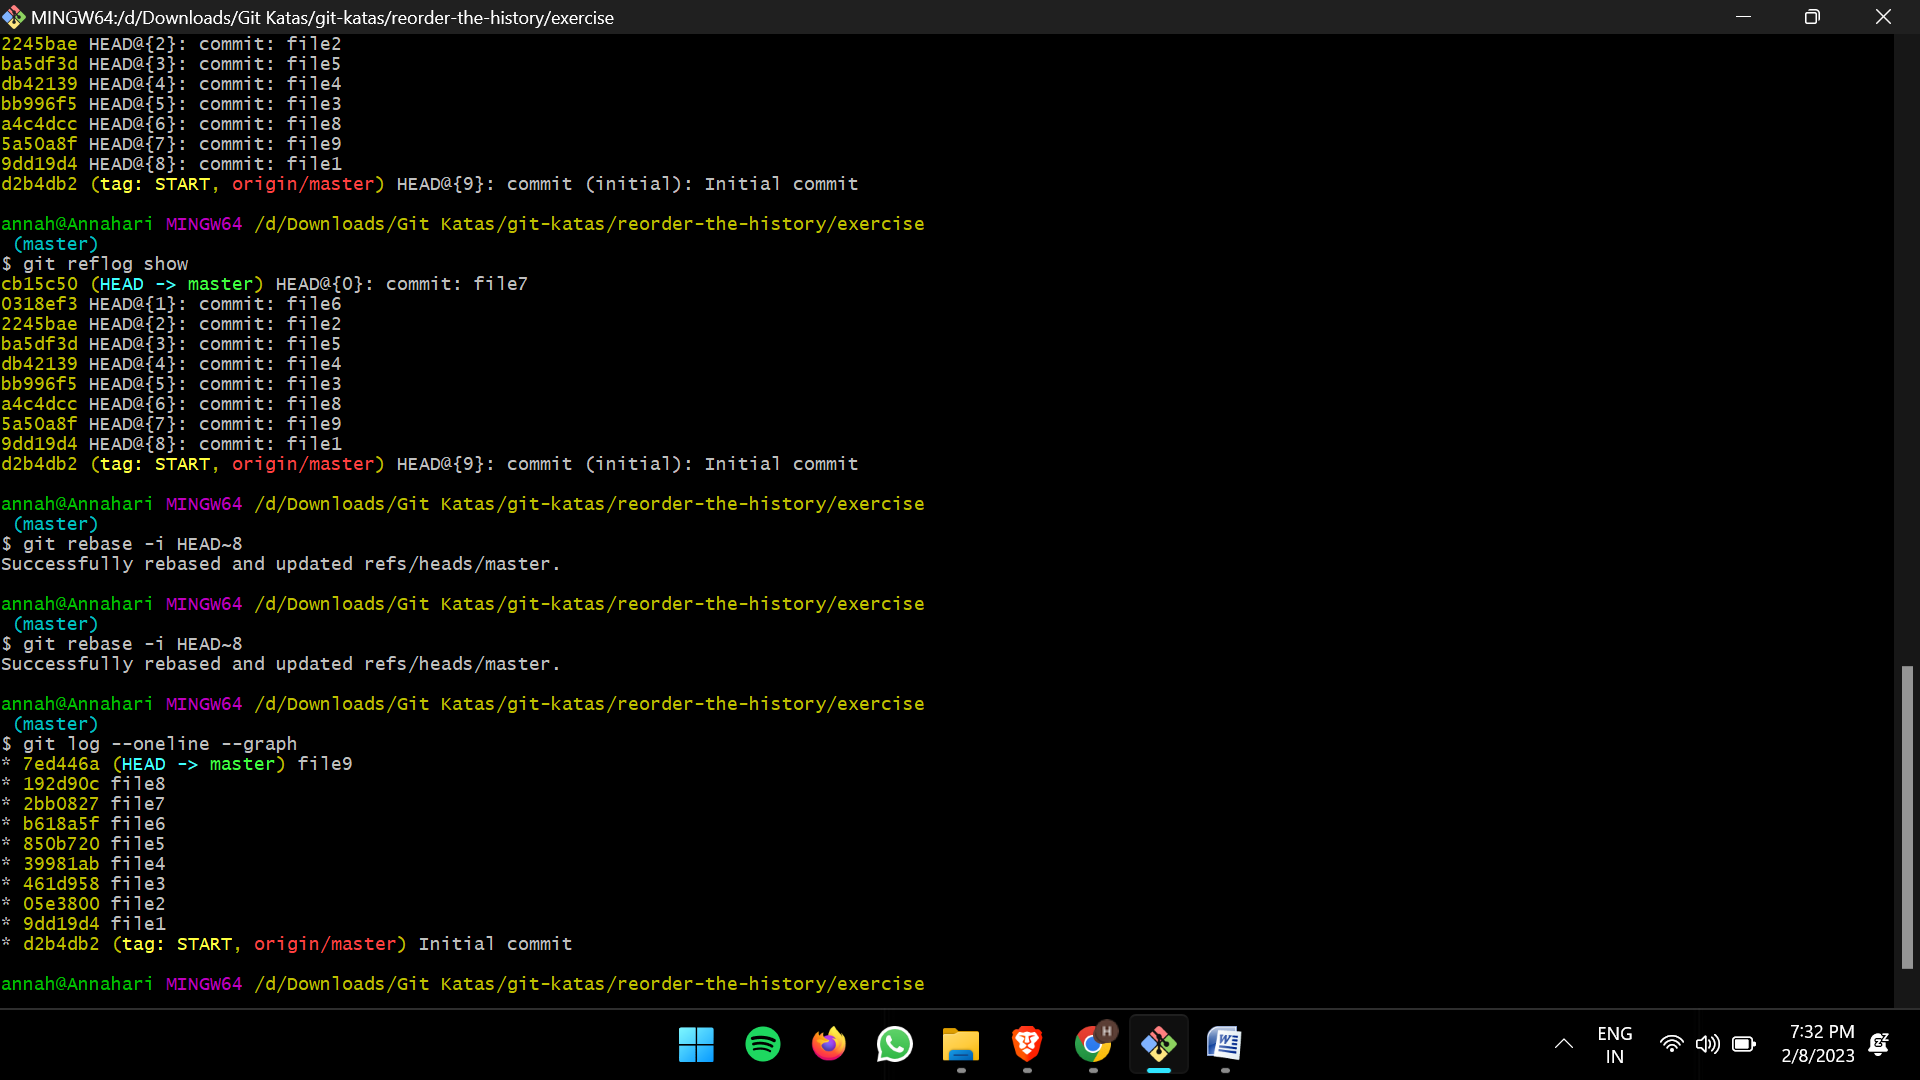 MINGW64:/d/Downloads/Git Katas/git-katas/reorder-the-history/exercise
2245bae HEAD@{2}: commit: file2
ba5df3d HEAD@{3}: commit: file5
db42139 HEAD@{4}: commit: file4
bb996f5 HEAD@{5}: commit: file3
a4c4dcc HEAD@{6}: commit: file8
5a50a8f HEAD@{7}: commit: file9
9dd19d4 HEAD@{8}: commit: file1
d2b4db2 (tag: START, origin/master) HEAD@{9}: commit (initial): Initial commit
annah@Annahari MINGW64 /d/Downloads/Git Katas/git-katas/reorder-the-history/exercise
(master)
$ git reflog show
cb15c50 (HEAD -> master) HEAD@{0}: commit: file7
0318ef3 HEAD@{1}: commit: file6
2245bae HEAD@{2}: commit: file2
ba5df3d HEAD@{3}: commit: file5
db42139 HEAD@{4}: commit: file4
bb996f5 HEAD@{5}: commit: file3
a4c4dcc HEAD@{6}: commit: file8
5a50a8f HEAD@{7}: commit: file9
9dd19d4 HEAD@{8}: commit: file1
d2b4db2 (tag: START, origin/master) HEAD@{9}: commit (initial): Initial commit
annah@Annahari MINGW64 /d/Downloads/Git Katas/git-katas/reorder-the-history/exercise
(master)
$ git rebase -i HEAD~8
Successfully rebased and updated refs/heads/master.
annah@Annahari MINGW64 /d/Downloads/Git Katas/git-katas/reorder-the-history/exercise
(master)
$ git rebase -i HEAD~8
Successfully rebased and updated refs/heads/master.
annah@Annahari MINGW64 /d/Downloads/Git Katas/git-katas/reorder-the-history/exercise
(master)
$ git log --oneline --graph
* 7ed446a (HEAD -> master) file9
* 192d90c file8
* 2bb0827 file7
* b618a5f file6
* 850b720 file5
* 39981ab file4
* 461d958 file3
* 05e3800 file2
* 9dd19d4 file1
* d2b4db2 (tag: START, origin/master) Initial commit
annah@Annahari MINGW64 /d/Downloads/Git Katas/git-katas/reorder-the-history/exercise
H
W
ENG
IN
7:32 PM
2/8/2023